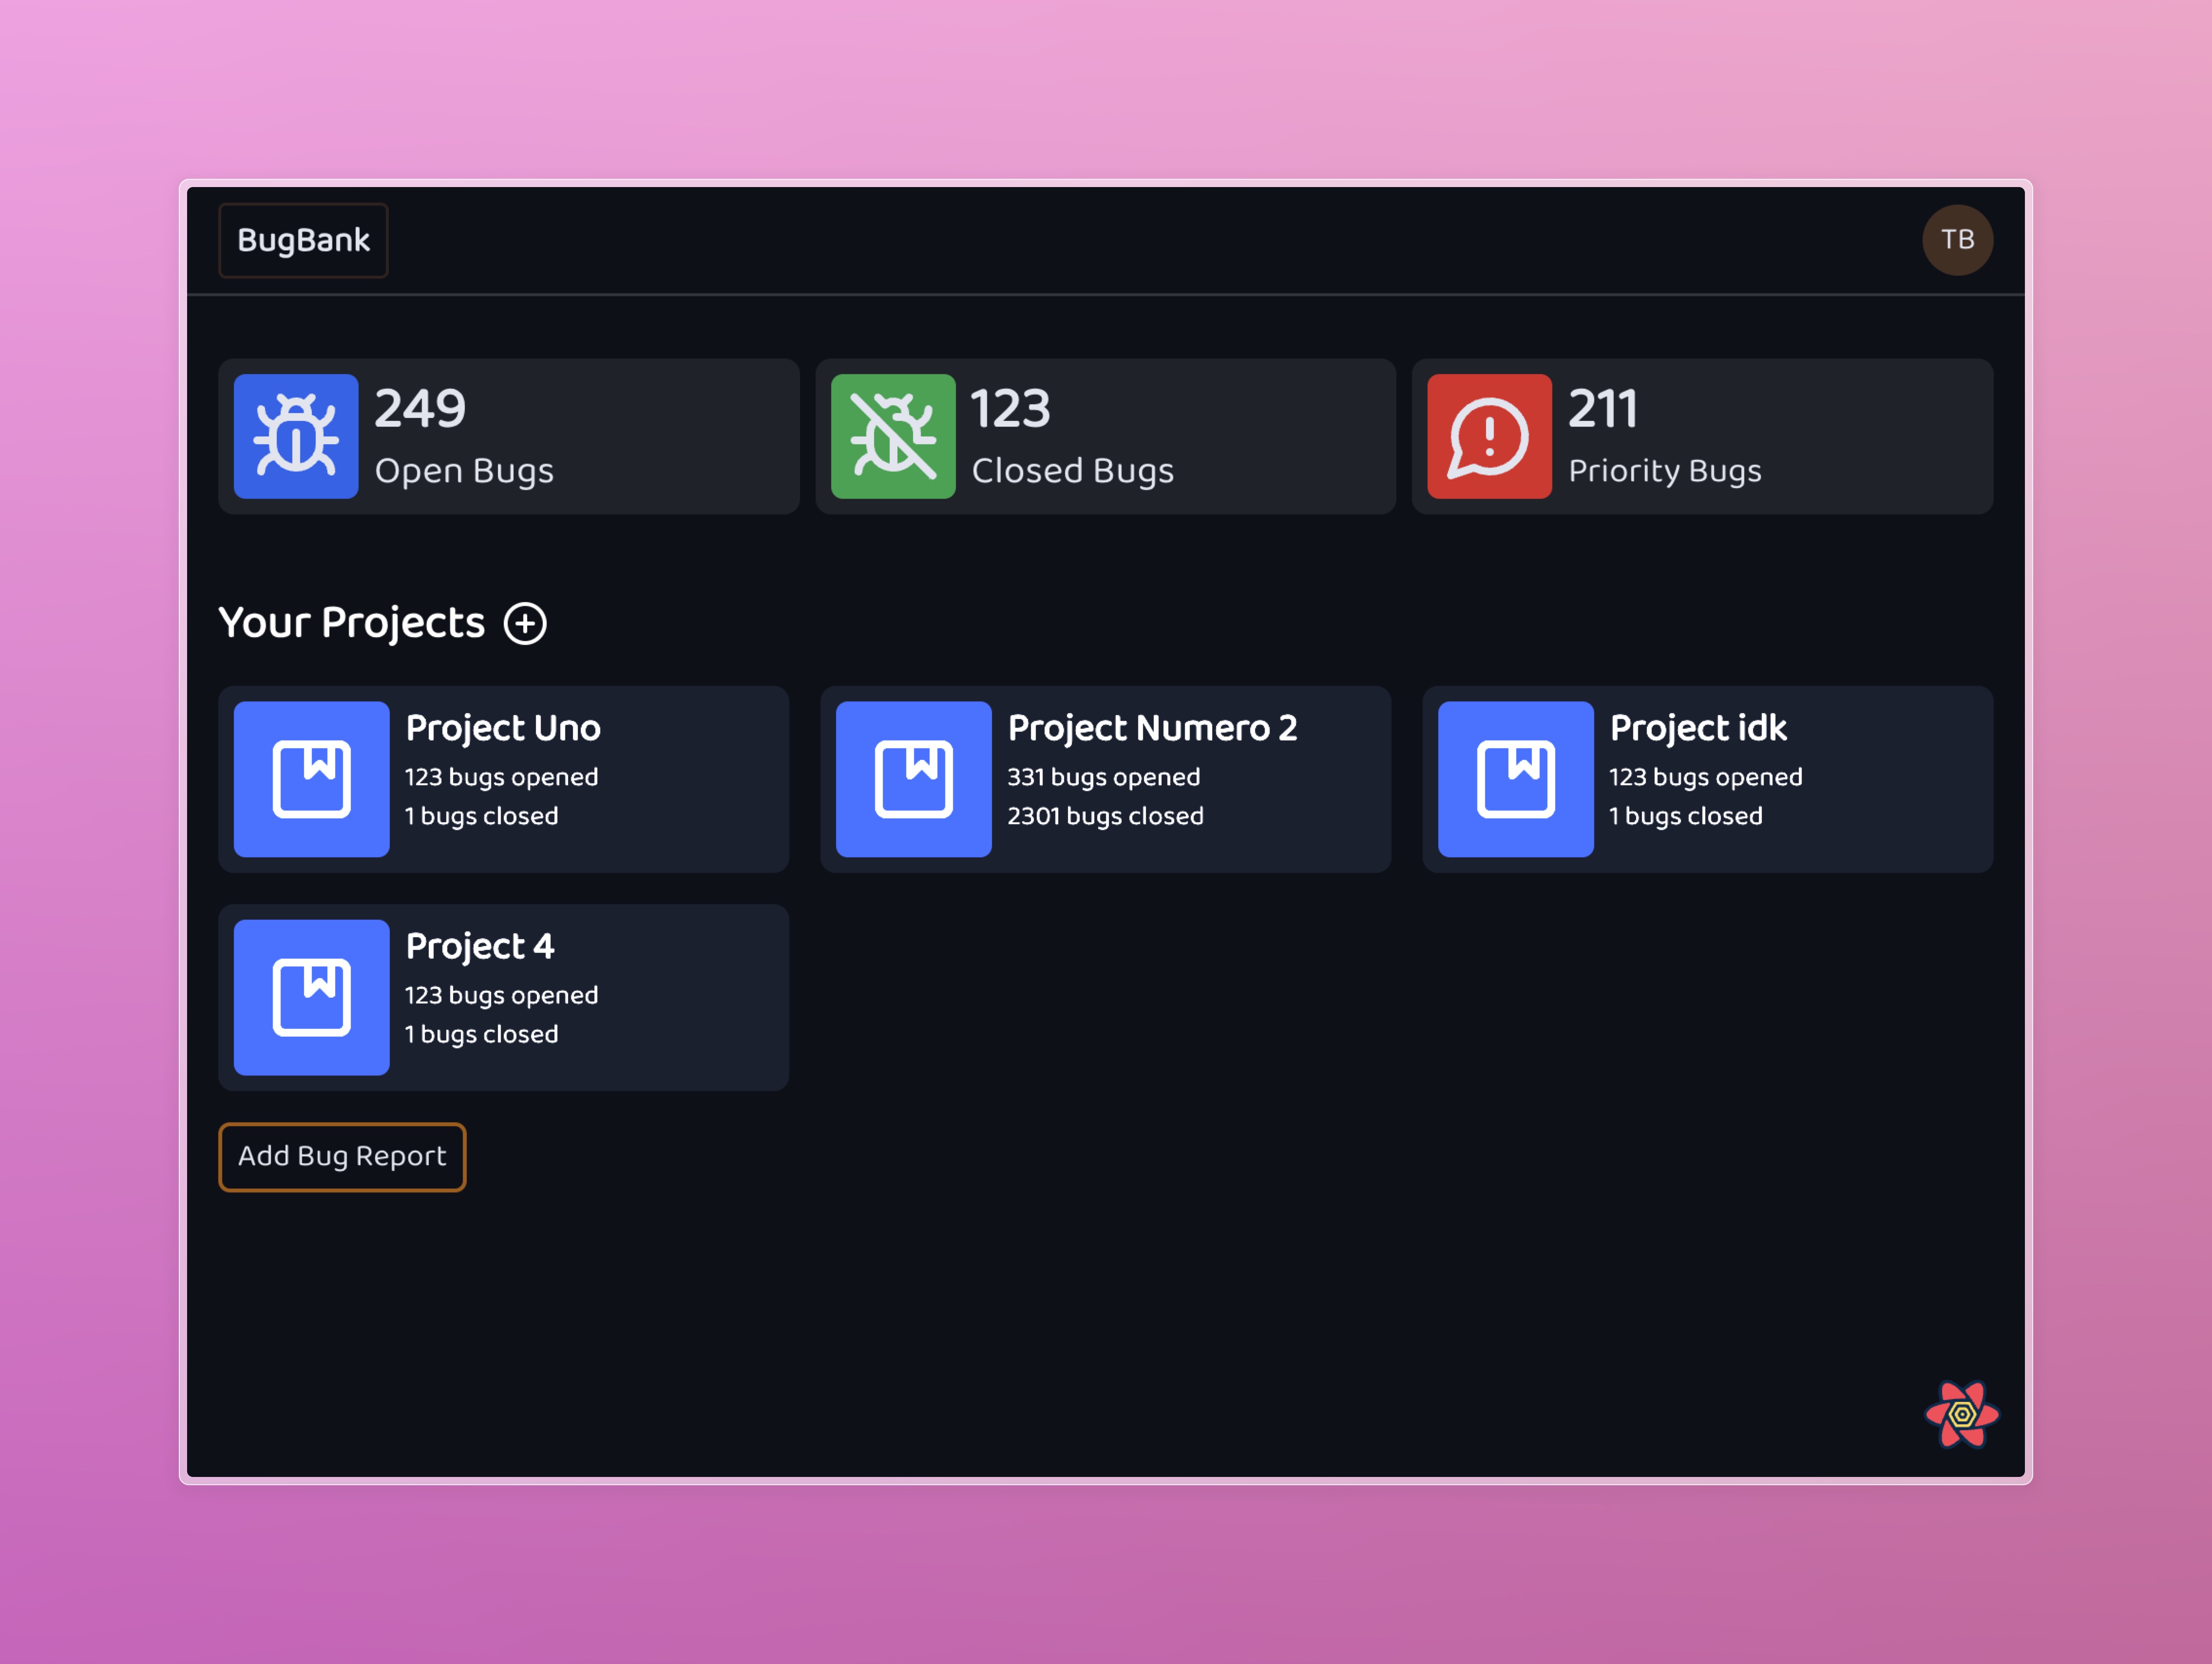 BugBank
TB
249
Open Bugs
123
Closed Bugs
211
Priority Bugs
Your Projects
Project Uno
123 bugs opened
1 bugs closed
Project Numero 2
331 bugs opened
2301 bugs closed
Project idk
123 bugs opened
1 bugs closed
Project 4
123 bugs opened
1 bugs closed
Add Bug Report